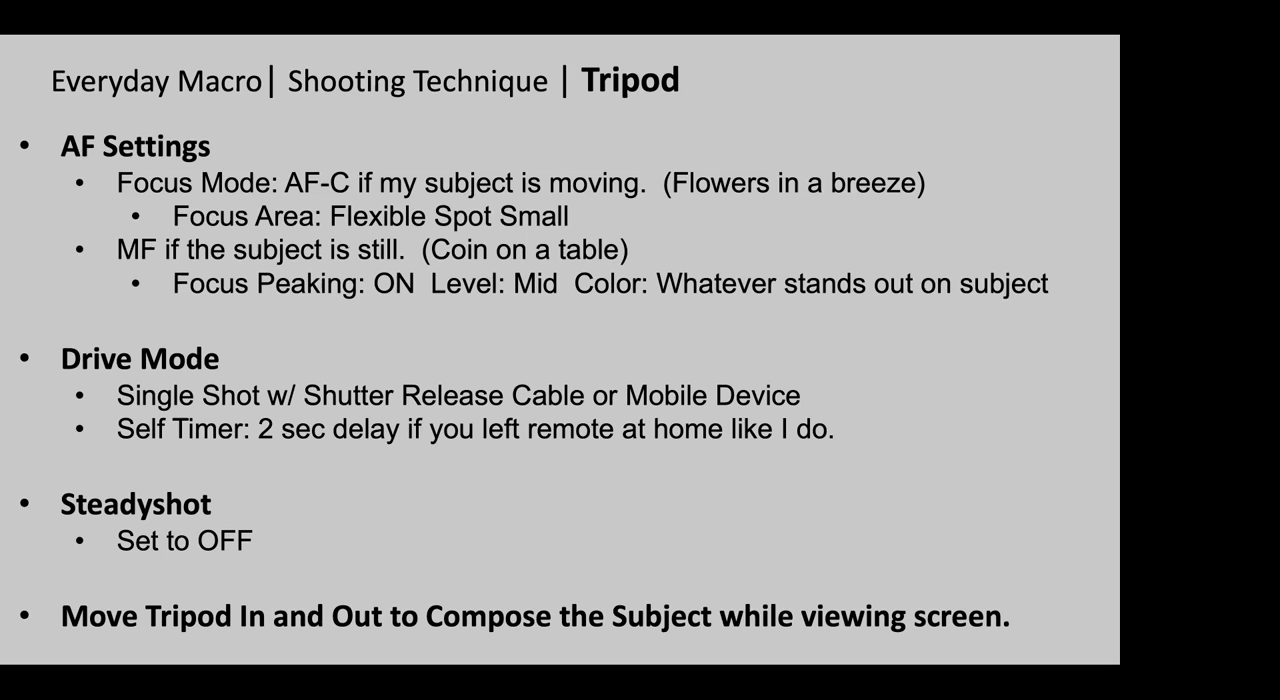 Everyday Macro| Shooting Technique | Tripod
• AF Settings
• Focus Mode: AF-C if my subject is moving.  (Flowers in a breeze)
• Focus Area: Flexible Spot Small
• MF if the subject is still.  (Coin on a table)
• Focus Peaking: ON  Level: Mid  Color: Whatever stands out on subject
• Drive Mode
• Single Shot w/ Shutter Release Cable or Mobile Device
• Self Timer: 2 sec delay if you left remote at home like I do.
• Steadyshot
• Set to OFF
• Move Tripod In and Out to Compose the Subject while viewing screen.